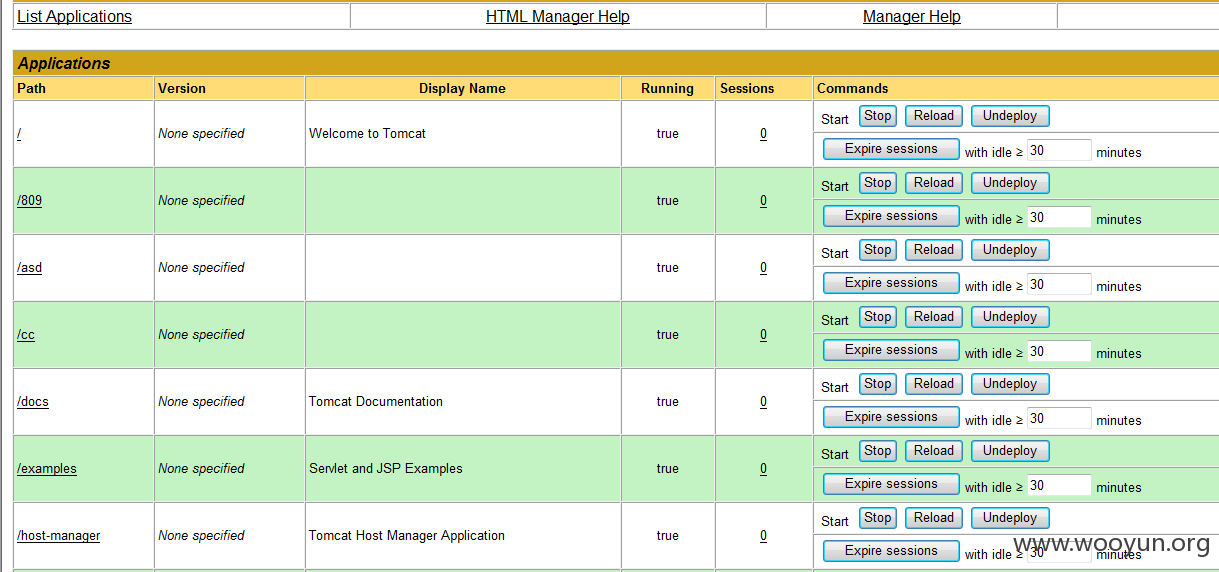 List Applications HTML Manager Help Manager Help
Applications
Path Version Display Name Running Sessions Commands
/ None specified Welcome to Tomcat true 0 Start Stop Reload Undeploy
Expire sessions with idle ≥ 30 minutes
/809 None specified true 0 Start Stop Reload Undeploy
Expire sessions with idle ≥ 30 minutes
/asd None specified true 0 Start Stop Reload Undeploy
Expire sessions with idle ≥ 30 minutes
/cc None specified true 0 Start Stop Reload Undeploy
Expire sessions with idle ≥ 30 minutes
/docs None specified Tomcat Documentation true 0 Start Stop Reload Undeploy
Expire sessions with idle ≥ 30 minutes
/examples None specified Servlet and JSP Examples true 0 Start Stop Reload Undeploy
Expire sessions with idle ≥ 30 minutes
/host-manager None specified Tomcat Host Manager Application true 0 Start Stop Reload Undeploy
Expire sessions with idle ≥ 30 minutes
www.wooyun.org